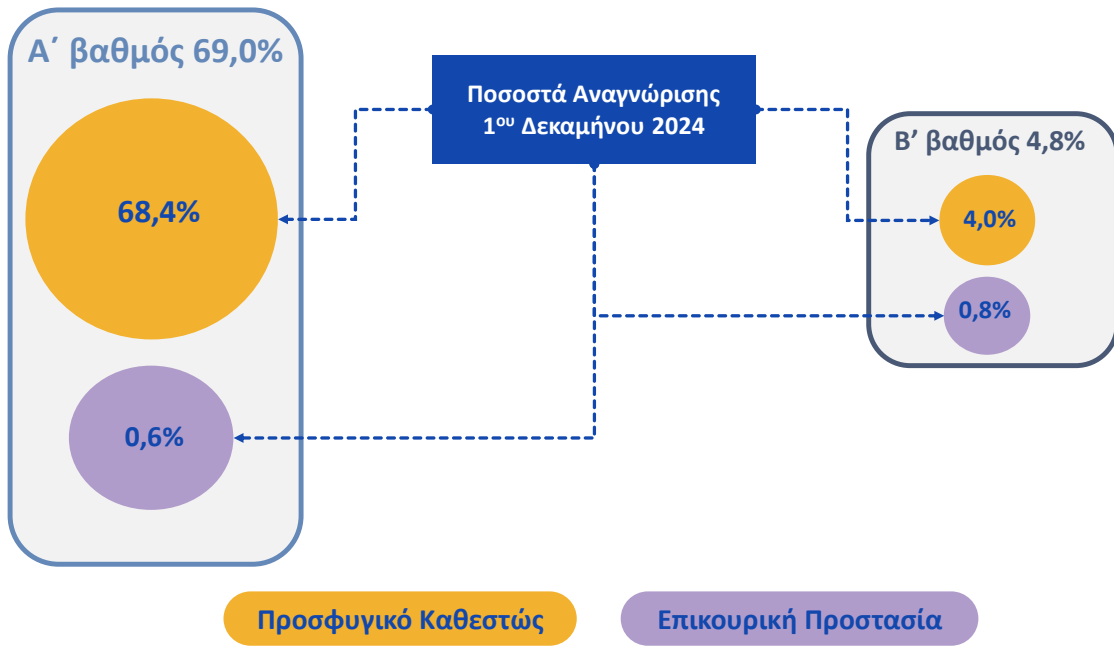 Α΄ βαθμός 69,0%
68,4%
0,6%
Ποσοστά Αναγνώρισης
1ου Δεκαμήνου 2024
Β’ βαθμός 4,8%
4,0%
0,8%
Προσφυγικό Καθεστώς
Επικουρική Προστασία